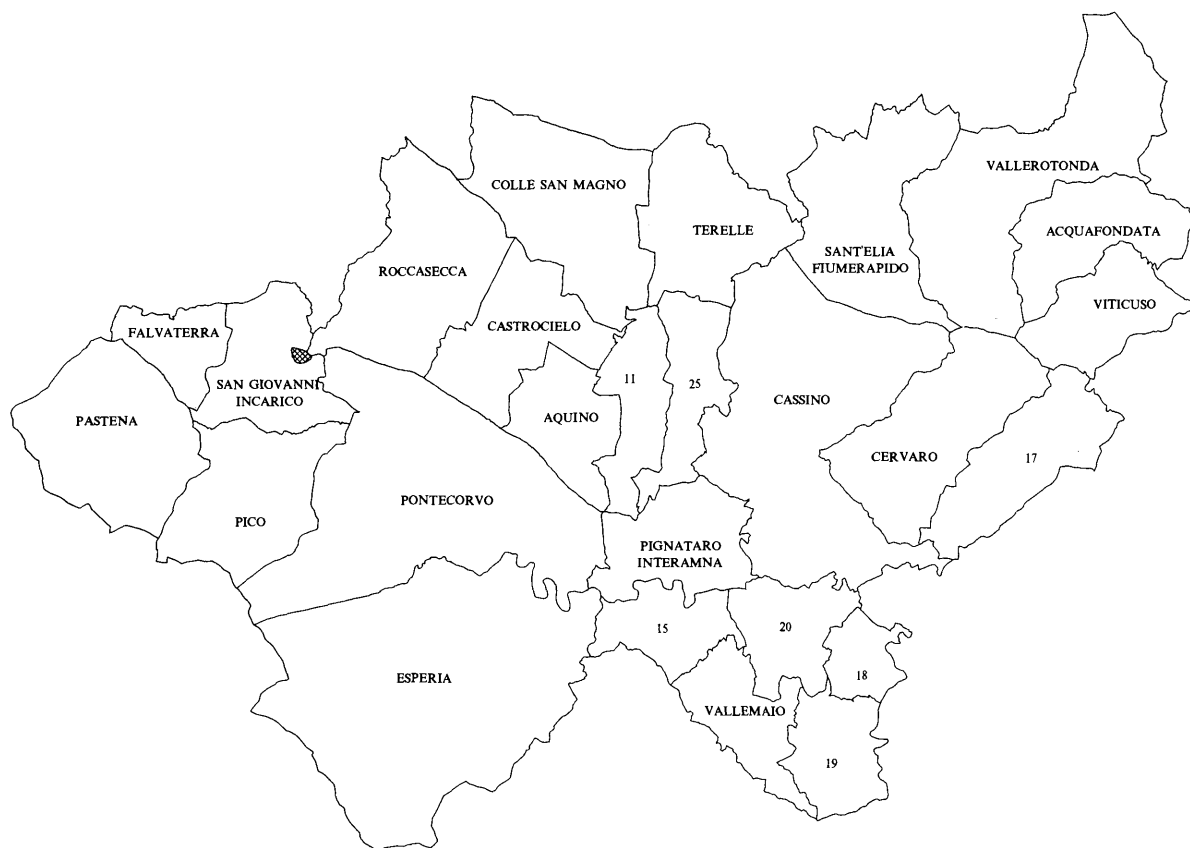 VALLEROTONDA
COLLE SAN MAGNO
TERELLE
ACQUAFONDATA
SANT'ELIA
FIUMERAPIDO
ROCCASECCA
VITICUSO
FALVATERRA
CASTROCIELO
SAN GIOVANNI
INCARICO
11
25
CASSINO
PASTENA
AQUINO
CERVARO
17
PONTECORVO
PICO
PIGNATARO
INTERAMNA
15
20
ESPERIA
18
VALLEMAIO
19